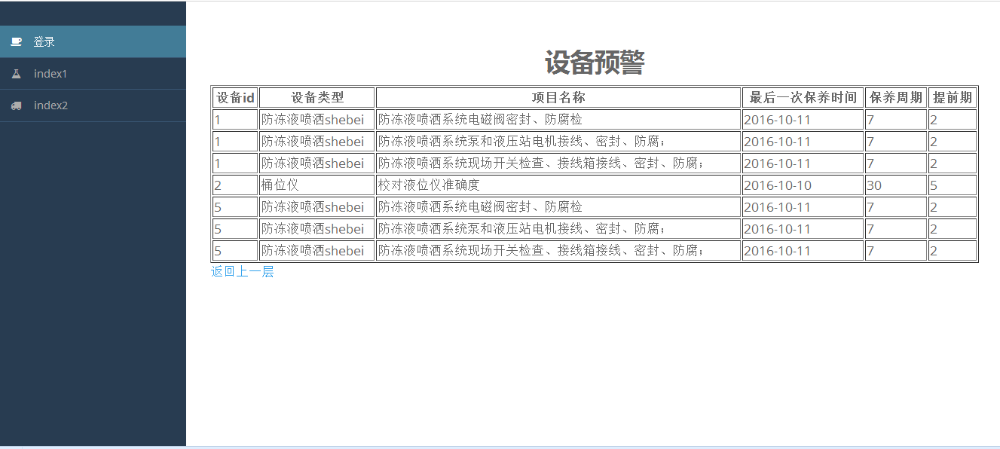 登录
index1
index2
设备预警
设备id 设备类型 项目名称 最后一次保养时间 保养周期 提前期
1 防冻液喷洒shebei 防冻液喷洒系统电磁阀密封、防腐检 2016-10-11 7 2
1 防冻液喷洒shebei 防冻液喷洒系统泵和液压站电机接线、密封、防腐； 2016-10-11 7 2
1 防冻液喷洒shebei 防冻液喷洒系统现场开关检查、接线箱接线、密封、防腐； 2016-10-11 7 2
2 桶位仪 校对液位仪准确度 2016-10-10 30 5
5 防冻液喷洒shebei 防冻液喷洒系统电磁阀密封、防腐检 2016-10-11 7 2
5 防冻液喷洒shebei 防冻液喷洒系统泵和液压站电机接线、密封、防腐； 2016-10-11 7 2
5 防冻液喷洒shebei 防冻液喷洒系统现场开关检查、接线箱接线、密封、防腐； 2016-10-11 7 2
返回上一层